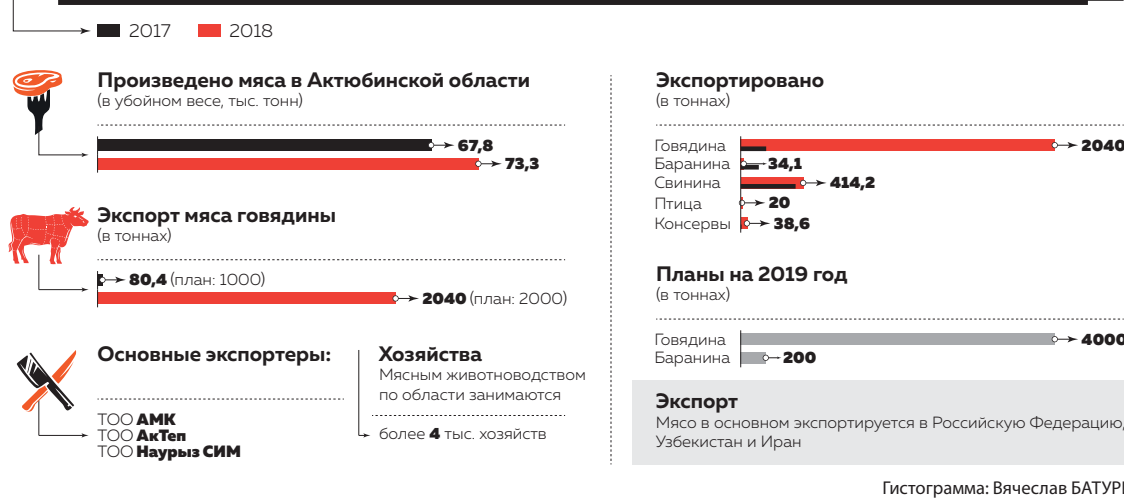 2017 2018
Произведено мяса в Актюбинской области
(в убойном весе, тыс. тонн)
67,8
73,3
Экспорт мяса говядины
(в тоннах)
80,4 (план: 1000)
2040 (план: 2000)
Основные экспортеры:
ТОО АМК
ТОО АкТеп
ТОО Наурыз СИМ
Хозяйства
Мясным животноводством
по области занимаются
более 4 тыс. хозяйств
Экспортировано
(в тоннах)
Говядина 2040
Баранина 34,1
Свинина 414,2
Птица 20
Консервы 38,6
Планы на 2019 год
(в тоннах)
Говядина 4000
Баранина 200
Экспорт
Мясо в основном экспортируется в Российскую Федерацию,
Узбекистан и Иран
Гистограмма: Вячеслав БАТУРИ